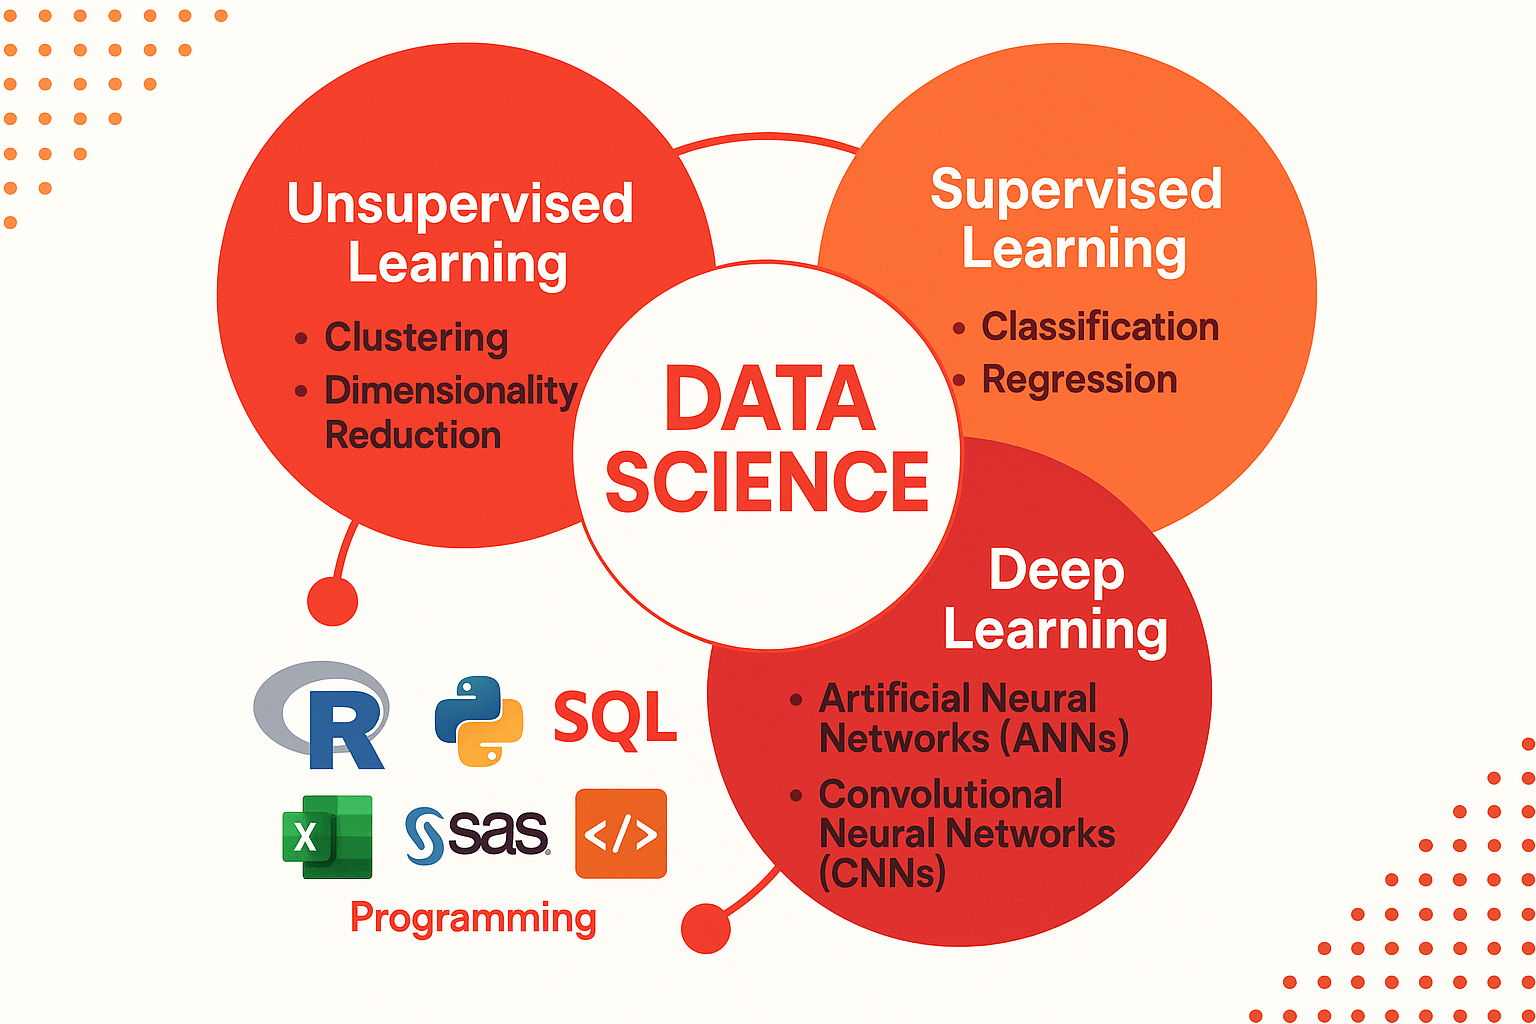 Unsupervised
Learning
• Clustering
• Dimensionality
Reduction
Supervised
Learning
• Classification
• Regression
DATA
SCIENCE
Deep
Learning
• Artificial Neural
Networks (ANNs)
• Convolutional
Neural Networks
(CNNs)
R
SQL
X
sas
</>
Programming